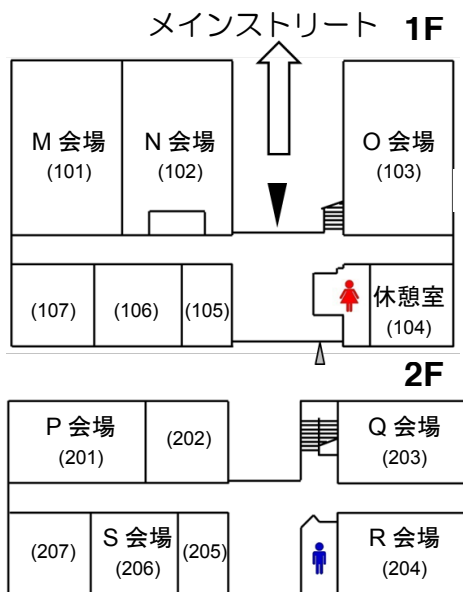 メインストリート 1F
M 会場
(101)
N 会場
(102)
O 会場
(103)
(107)
(106)
(105)
休憩室
(104)
2F
P 会場
(201)
(202)
Q 会場
(203)
(207)
S 会場
(206)
(205)
R 会場
(204)